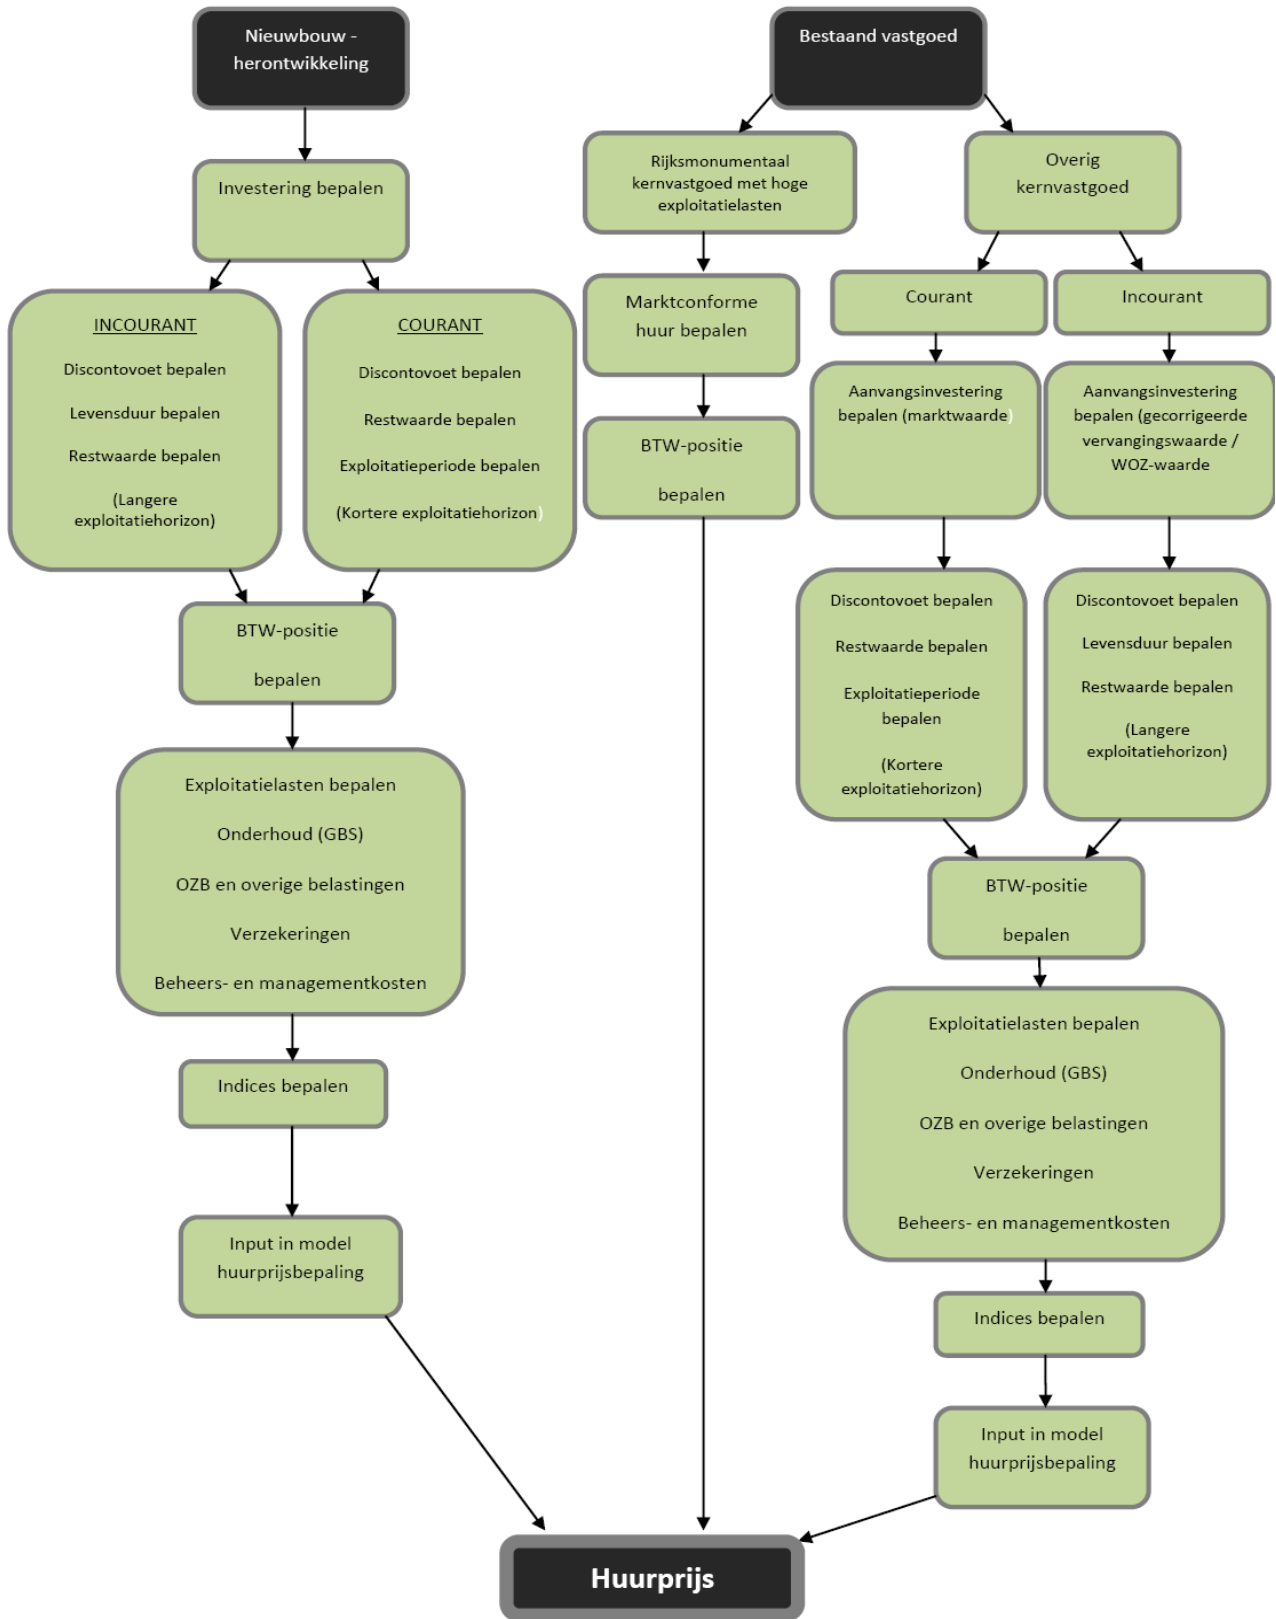 Nieuwbouw -
herontwikkeling
Investering bepalen
INCOURANT
Discontovoet bepalen
Levensduur bepalen
Restwaarde bepalen
(Langere
exploitatiehorizon)
COURANT
Discontovoet bepalen
Restwaarde bepalen
Exploitatieperiode bepalen
(Kortere exploitatiehorizon)
BTW-positie
bepalen
Exploitatielasten bepalen
Onderhoud (GBS)
OZB en overige belastingen
Verzekeringen
Beheers- en managementkosten
Indices bepalen
Input in model
huurprijsbepaling
Bestaand vastgoed
Rijksmonumentaal
kernvastgoed met hoge
exploitatielasten
Marktconforme
huur bepalen
BTW-positie
bepalen
Overig
kernvastgoed
Courant
Aanvangsinvestering
bepalen (marktwaarde)
Discontovoet bepalen
Restwaarde bepalen
Exploitatieperiode
bepalen
(Kortere
exploitatiehorizon)
Incourant
Aanvangsinvestering
bepalen (gecorrigeerde
vervangingswaarde /
WOZ-waarde
Discontovoet bepalen
Levensduur bepalen
Restwaarde bepalen
(Langere
exploitatiehorizon)
BTW-positie
bepalen
Exploitatielasten bepalen
Onderhoud (GBS)
OZB en overige belastingen
Verzekeringen
Beheers- en managementkosten
Indices bepalen
Input in model
huurprijsbepaling
Huurprijs